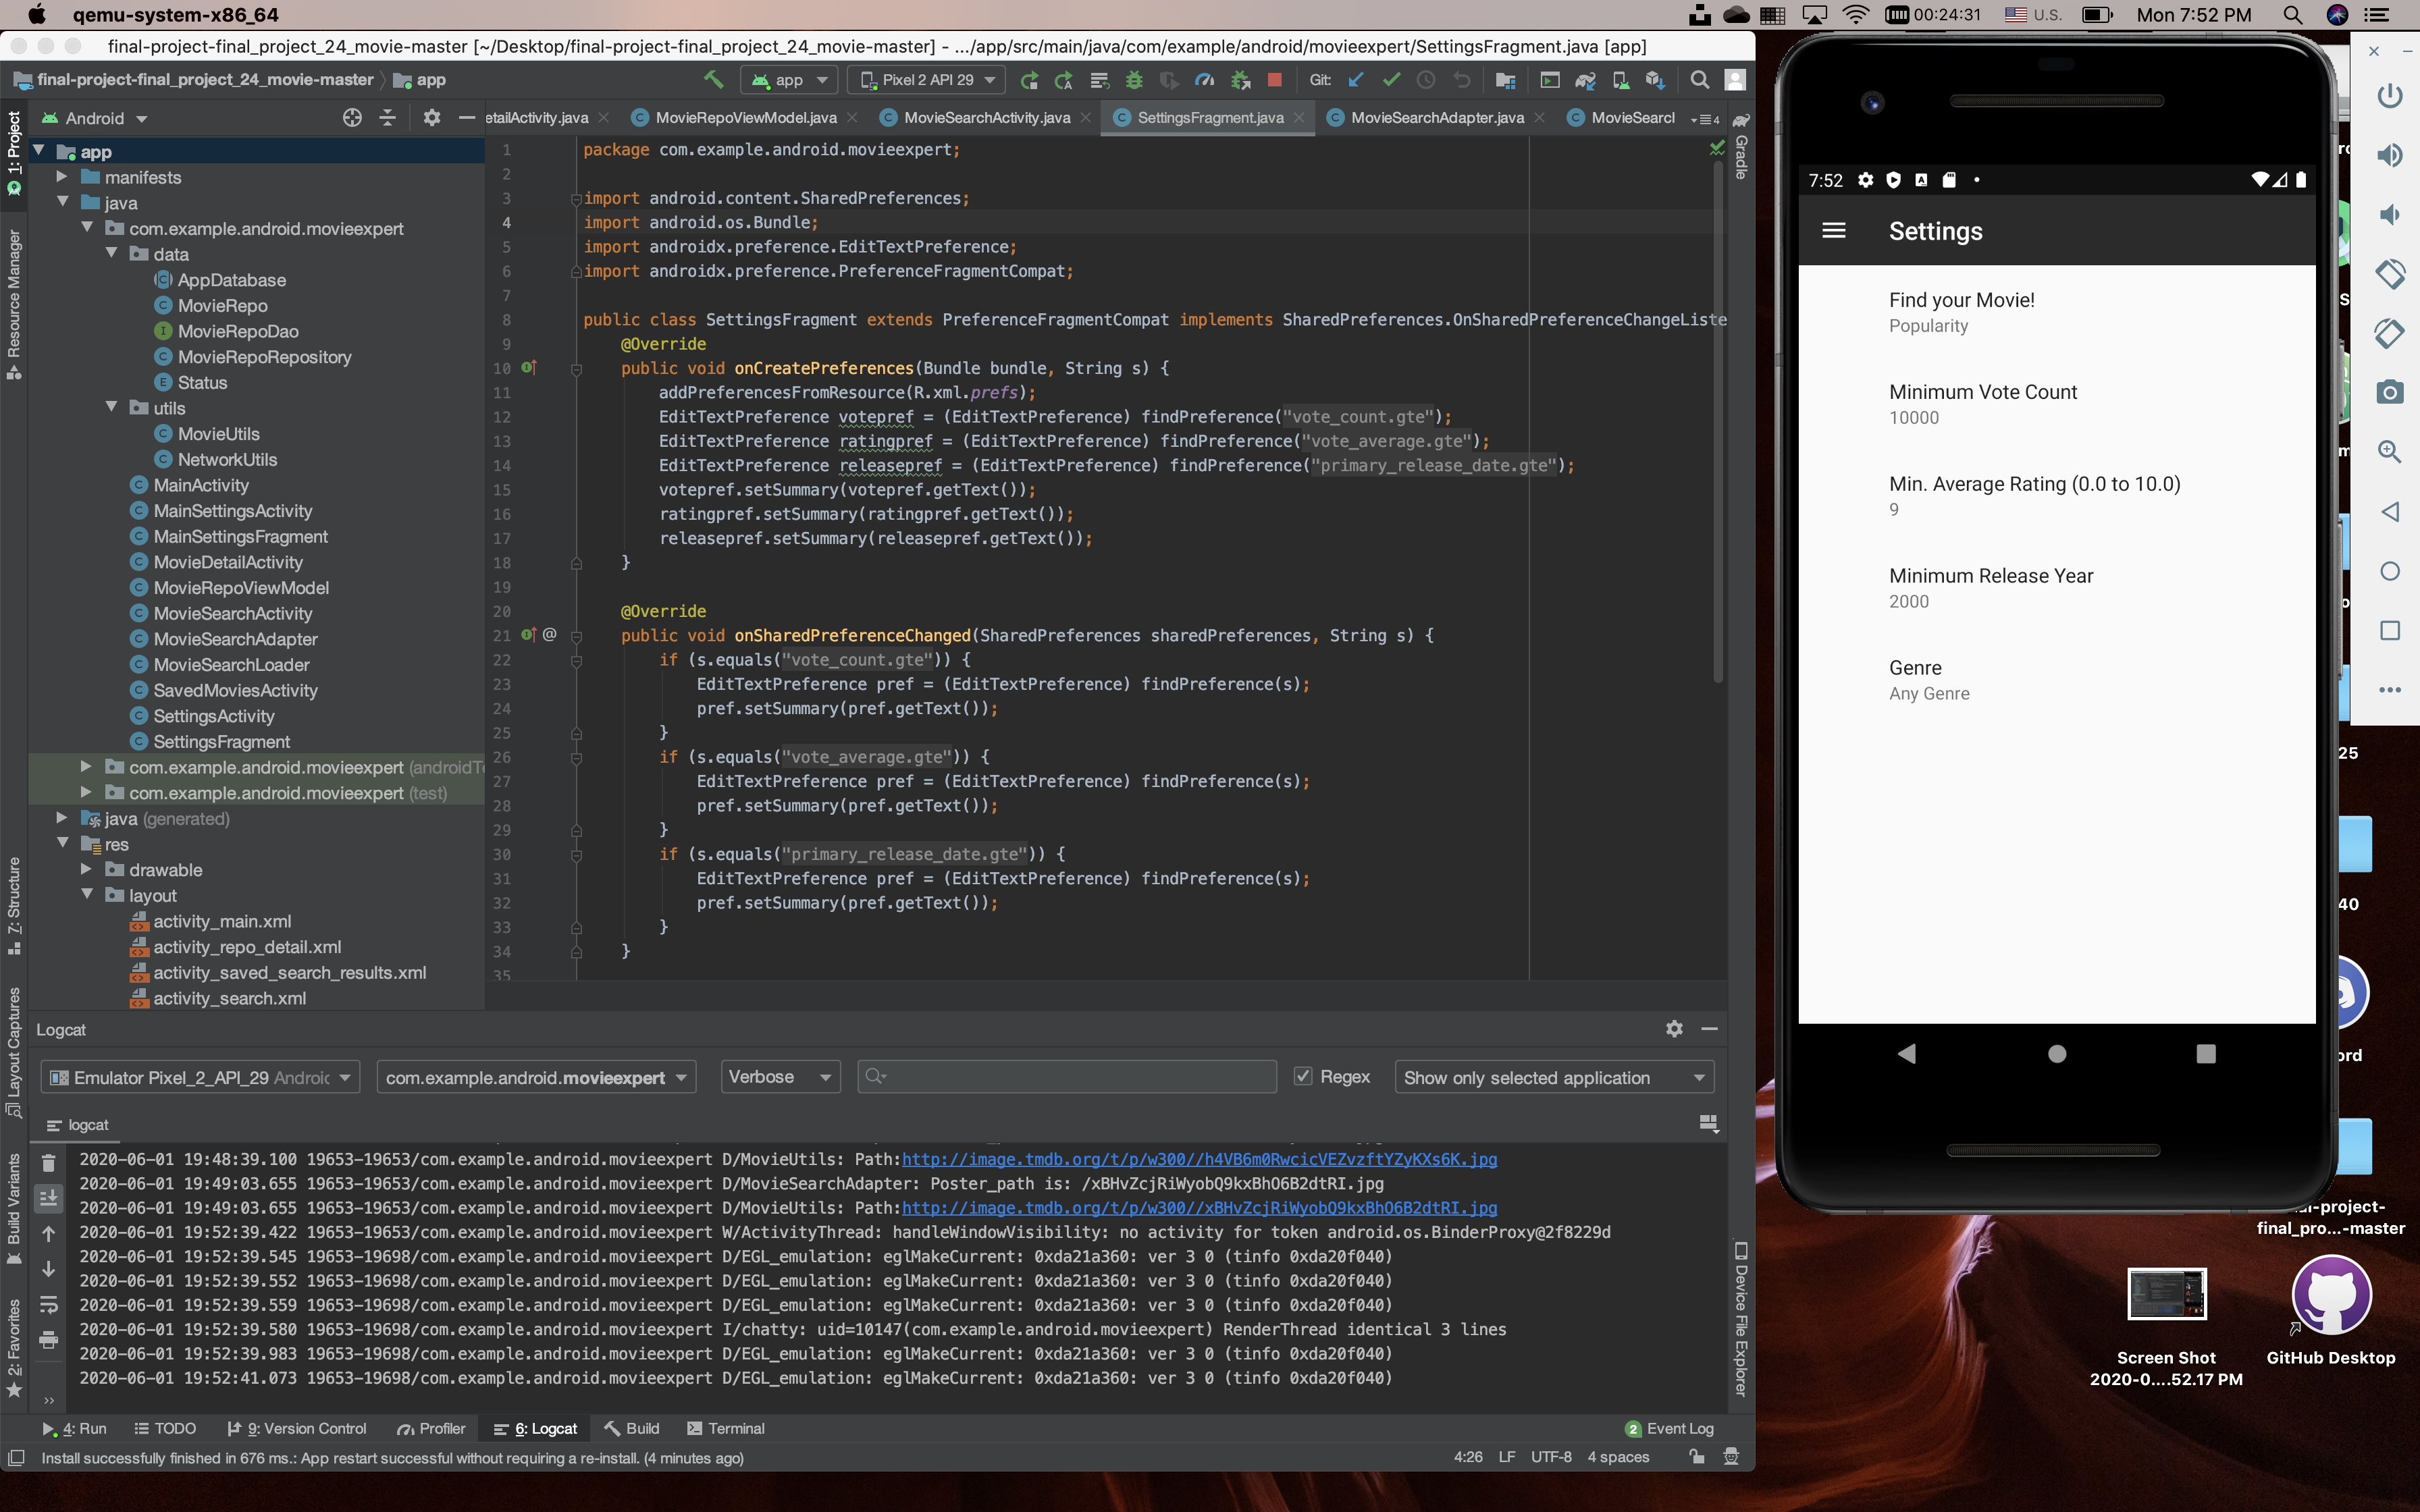 qemu-system-x86_64
00:24:31
U.S.
Mon 7:52 PM
final-project-final_project_24_movie-master [~/Desktop/final-project-final_project_24_movie-master] - .../app/src/main/java/com/example/android/movieexpert/SettingsFragment.java [app]
final-project-final_project_24_movie-master
app
app
Pixel 2 API 29
Git:
Android
etailActivity.java
MovieRepoViewModel.java
MovieSearchActivity.java
SettingsFragment.java
MovieSearchAdapter.java
MovieSearcl
4
1: Project
Resource Manager
7: Structure
Layout Captures
Build Variants
2: Favorites
Gradle
Device File Explorer
app
manifests
java
com.example.android.movieexpert
data
AppDatabase
MovieRepo
MovieRepoDao
MovieRepoRepository
Status
utils
MovieUtils
NetworkUtils
MainActivity
MainSettingsActivity
MainSettingsFragment
MovieDetailActivity
MovieRepoViewModel
MovieSearchActivity
MovieSearchAdapter
MovieSearchLoader
SavedMoviesActivity
SettingsActivity
SettingsFragment
com.example.android.movieexpert (androidTe
com.example.android.movieexpert (test)
java (generated)
res
drawable
layout
activity_main.xml
activity_repo_detail.xml
activity_saved_search_results.xml
activity_search.xml
1 package com.example.android.movieexpert;
2
3 import android.content.SharedPreferences;
4 import android.os.Bundle;
5 import androidx.preference.EditTextPreference;
6 import androidx.preference.PreferenceFragmentCompat;
7
8 public class SettingsFragment extends PreferenceFragmentCompat implements SharedPreferences.OnSharedPreferenceChangeListe
9 @Override
10 public void onCreatePreferences(Bundle bundle, String s) {
11 addPreferencesFromResource(R.xml.prefs);
12 EditTextPreference votepref = (EditTextPreference) findPreference("vote_count.gte");
13 EditTextPreference ratingpref = (EditTextPreference) findPreference("vote_average.gte");
14 EditTextPreference releasepref = (EditTextPreference) findPreference("primary_release_date.gte");
15 votepref.setSummary(votepref.getText());
16 ratingpref.setSummary(ratingpref.getText());
17 releasepref.setSummary(releasepref.getText());
18 }
19
20 @Override
21 @ public void onSharedPreferenceChanged(SharedPreferences sharedPreferences, String s) {
22 if (s.equals("vote_count.gte")) {
23 EditTextPreference pref = (EditTextPreference) findPreference(s);
24 pref.setSummary(pref.getText());
25 }
26 if (s.equals("vote_average.gte")) {
27 EditTextPreference pref = (EditTextPreference) findPreference(s);
28 pref.setSummary(pref.getText());
29 }
30 if (s.equals("primary_release_date.gte")) {
31 EditTextPreference pref = (EditTextPreference) findPreference(s);
32 pref.setSummary(pref.getText());
33 }
34 }
35
Logcat
Emulator Pixel_2_API_29 Androic
com.example.android.movieexpert
Verbose
Regex
Show only selected application
logcat
2020-06-01 19:48:39.100 19653-19653/com.example.android.movieexpert D/MovieUtils: Path:http://image.tmdb.org/t/p/w300//h4VB6m0RwcicVEZvzftYZyKXs6K.jpg
2020-06-01 19:49:03.655 19653-19653/com.example.android.movieexpert D/MovieSearchAdapter: Poster_path is: /xBHvZcjRiWyobQ9kxBhO6B2dtRI.jpg
2020-06-01 19:49:03.655 19653-19653/com.example.android.movieexpert D/MovieUtils: Path:http://image.tmdb.org/t/p/w300//xBHvZcjRiWyobQ9kxBhO6B2dtRI.jpg
2020-06-01 19:52:39.422 19653-19653/com.example.android.movieexpert W/ActivityThread: handleWindowVisibility: no activity for token android.os.BinderProxy@2f8229d
2020-06-01 19:52:39.545 19653-19698/com.example.android.movieexpert D/EGL_emulation: eglMakeCurrent: 0xda21a360: ver 3 0 (tinfo 0xda20f040)
2020-06-01 19:52:39.552 19653-19698/com.example.android.movieexpert D/EGL_emulation: eglMakeCurrent: 0xda21a360: ver 3 0 (tinfo 0xda20f040)
2020-06-01 19:52:39.559 19653-19698/com.example.android.movieexpert D/EGL_emulation: eglMakeCurrent: 0xda21a360: ver 3 0 (tinfo 0xda20f040)
2020-06-01 19:52:39.580 19653-19698/com.example.android.movieexpert I/chatty: uid=10147(com.example.android.movieexpert) RenderThread identical 3 lines
2020-06-01 19:52:39.983 19653-19698/com.example.android.movieexpert D/EGL_emulation: eglMakeCurrent: 0xda21a360: ver 3 0 (tinfo 0xda20f040)
2020-06-01 19:52:41.073 19653-19698/com.example.android.movieexpert D/EGL_emulation: eglMakeCurrent: 0xda21a360: ver 3 0 (tinfo 0xda20f040)
4: Run
TODO
9: Version Control
Profiler
6: Logcat
Build
Terminal
2 Event Log
Install successfully finished in 676 ms.: App restart successful without requiring a re-install. (4 minutes ago)
4:26 LF UTF-8 4 spaces
7:52
Settings
Find your Movie!
Popularity
Minimum Vote Count
10000
Min. Average Rating (0.0 to 10.0)
9
Minimum Release Year
2000
Genre
Any Genre
25
40
ord
al-project-
final_pro...-master
Screen Shot
2020-0....52.17 PM
GitHub Desktop